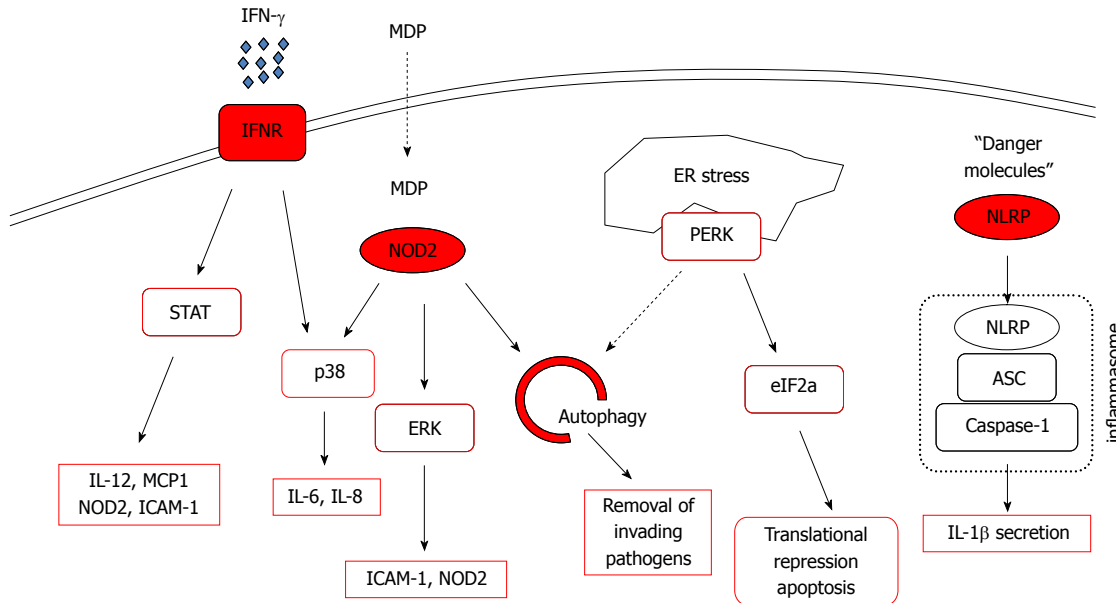 IFN-γ
MDP
IFNR
MDP
ER stress
"Danger
molecules"
NLRP
PERK
NOD2
STAT
NLRP
p38
eIF2a
ASC
Autophagy
ERK
Caspase-1
inflammasome
IL-12, MCP1
NOD2, ICAM-1
IL-6, IL-8
Removal of
invading
pathogens
Translational
repression
apoptosis
IL-1β secretion
ICAM-1, NOD2